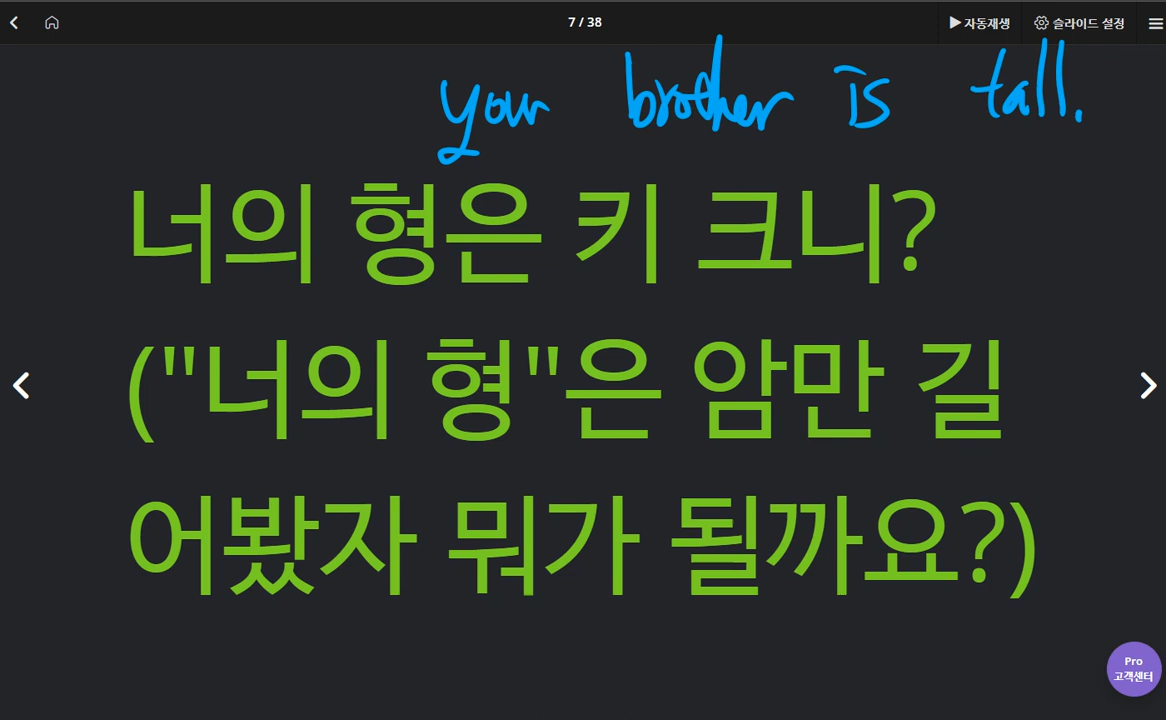 7 / 38
자동재생
슬라이드 설정
your brother is tall.
너의 형은 키 크니?
("너의 형"은 암만 길
어봤자 뭐가 될까요?)
Pro
고객센터